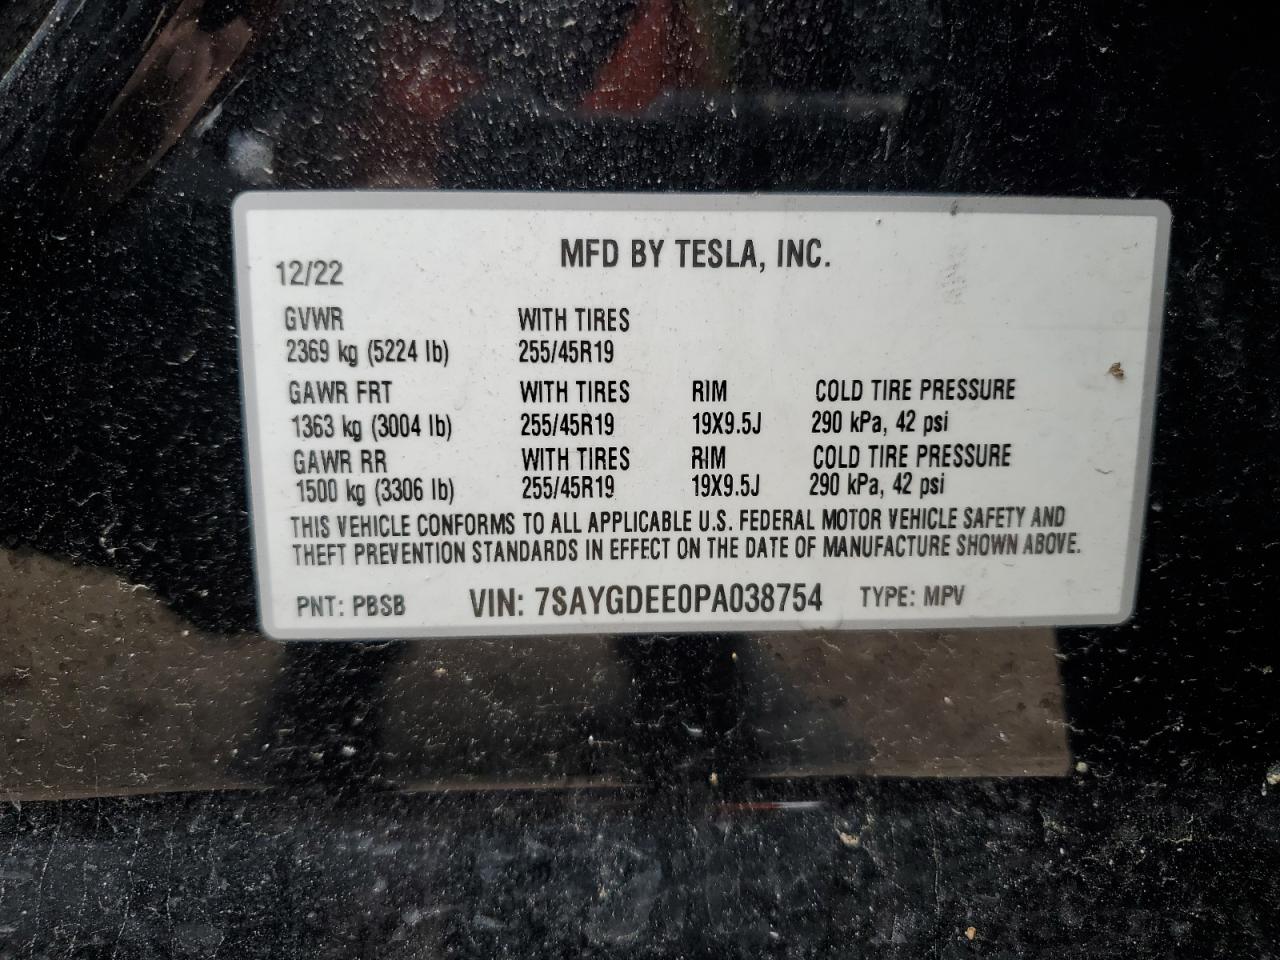 MFD BY TESLA, INC.
12/22
GVWR WITH TIRES
2369 kg (5224 lb) 255/45R19
GAWR FRT WITH TIRES RIM COLD TIRE PRESSURE
1363 kg (3004 lb) 255/45R19 19X9.5J 290 kPa, 42 psi
GAWR RR WITH TIRES RIM COLD TIRE PRESSURE
1500 kg (3306 lb) 255/45R19 19X9.5J 290 kPa, 42 psi
THIS VEHICLE CONFORMS TO ALL APPLICABLE U.S. FEDERAL MOTOR VEHICLE SAFETY AND
THEFT PREVENTION STANDARDS IN EFFECT ON THE DATE OF MANUFACTURE SHOWN ABOVE.
PNT: PBSB VIN: 7SAYGDEE0PA038754 TYPE: MPV